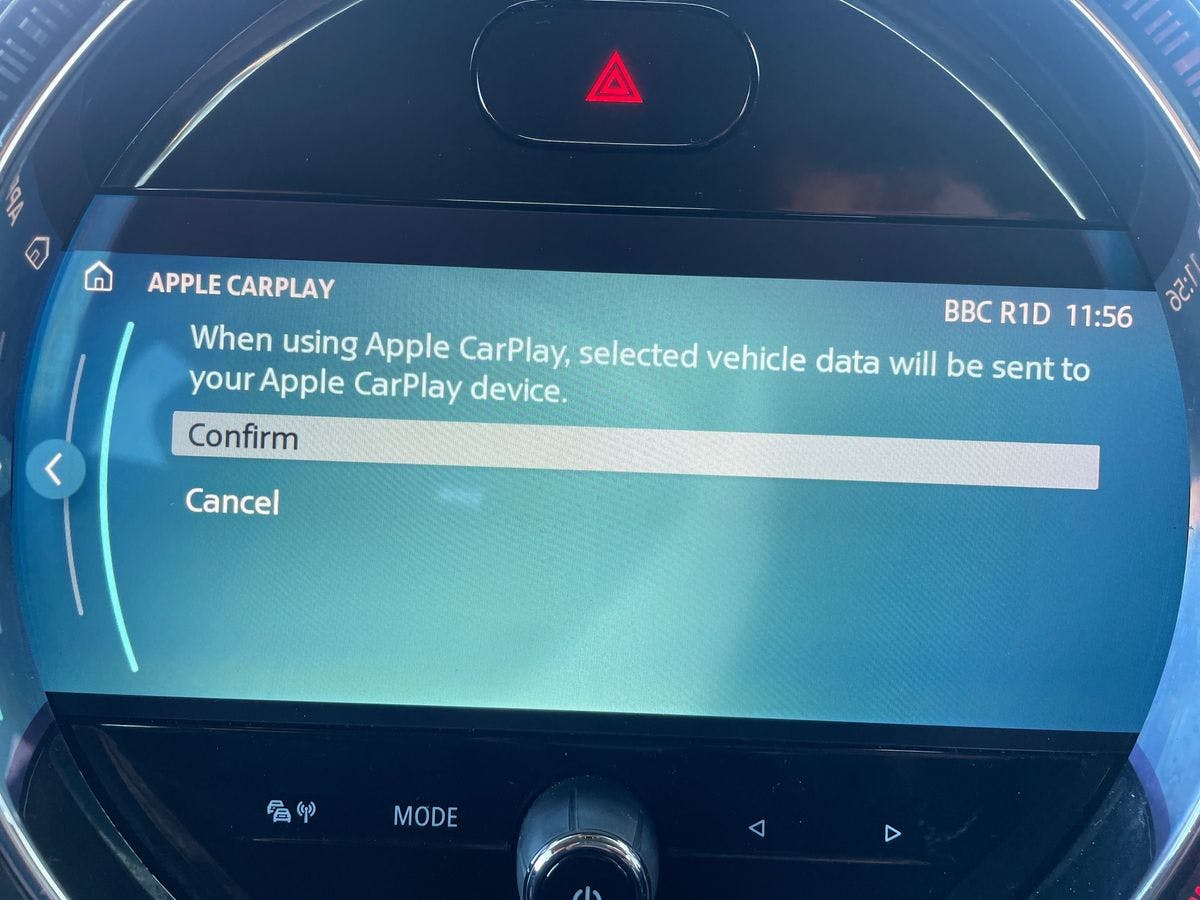 APPLE CARPLAY
BBC R1D 11:56
When using Apple CarPlay, selected vehicle data will be sent to
your Apple CarPlay device.
Confirm
Cancel
MODE